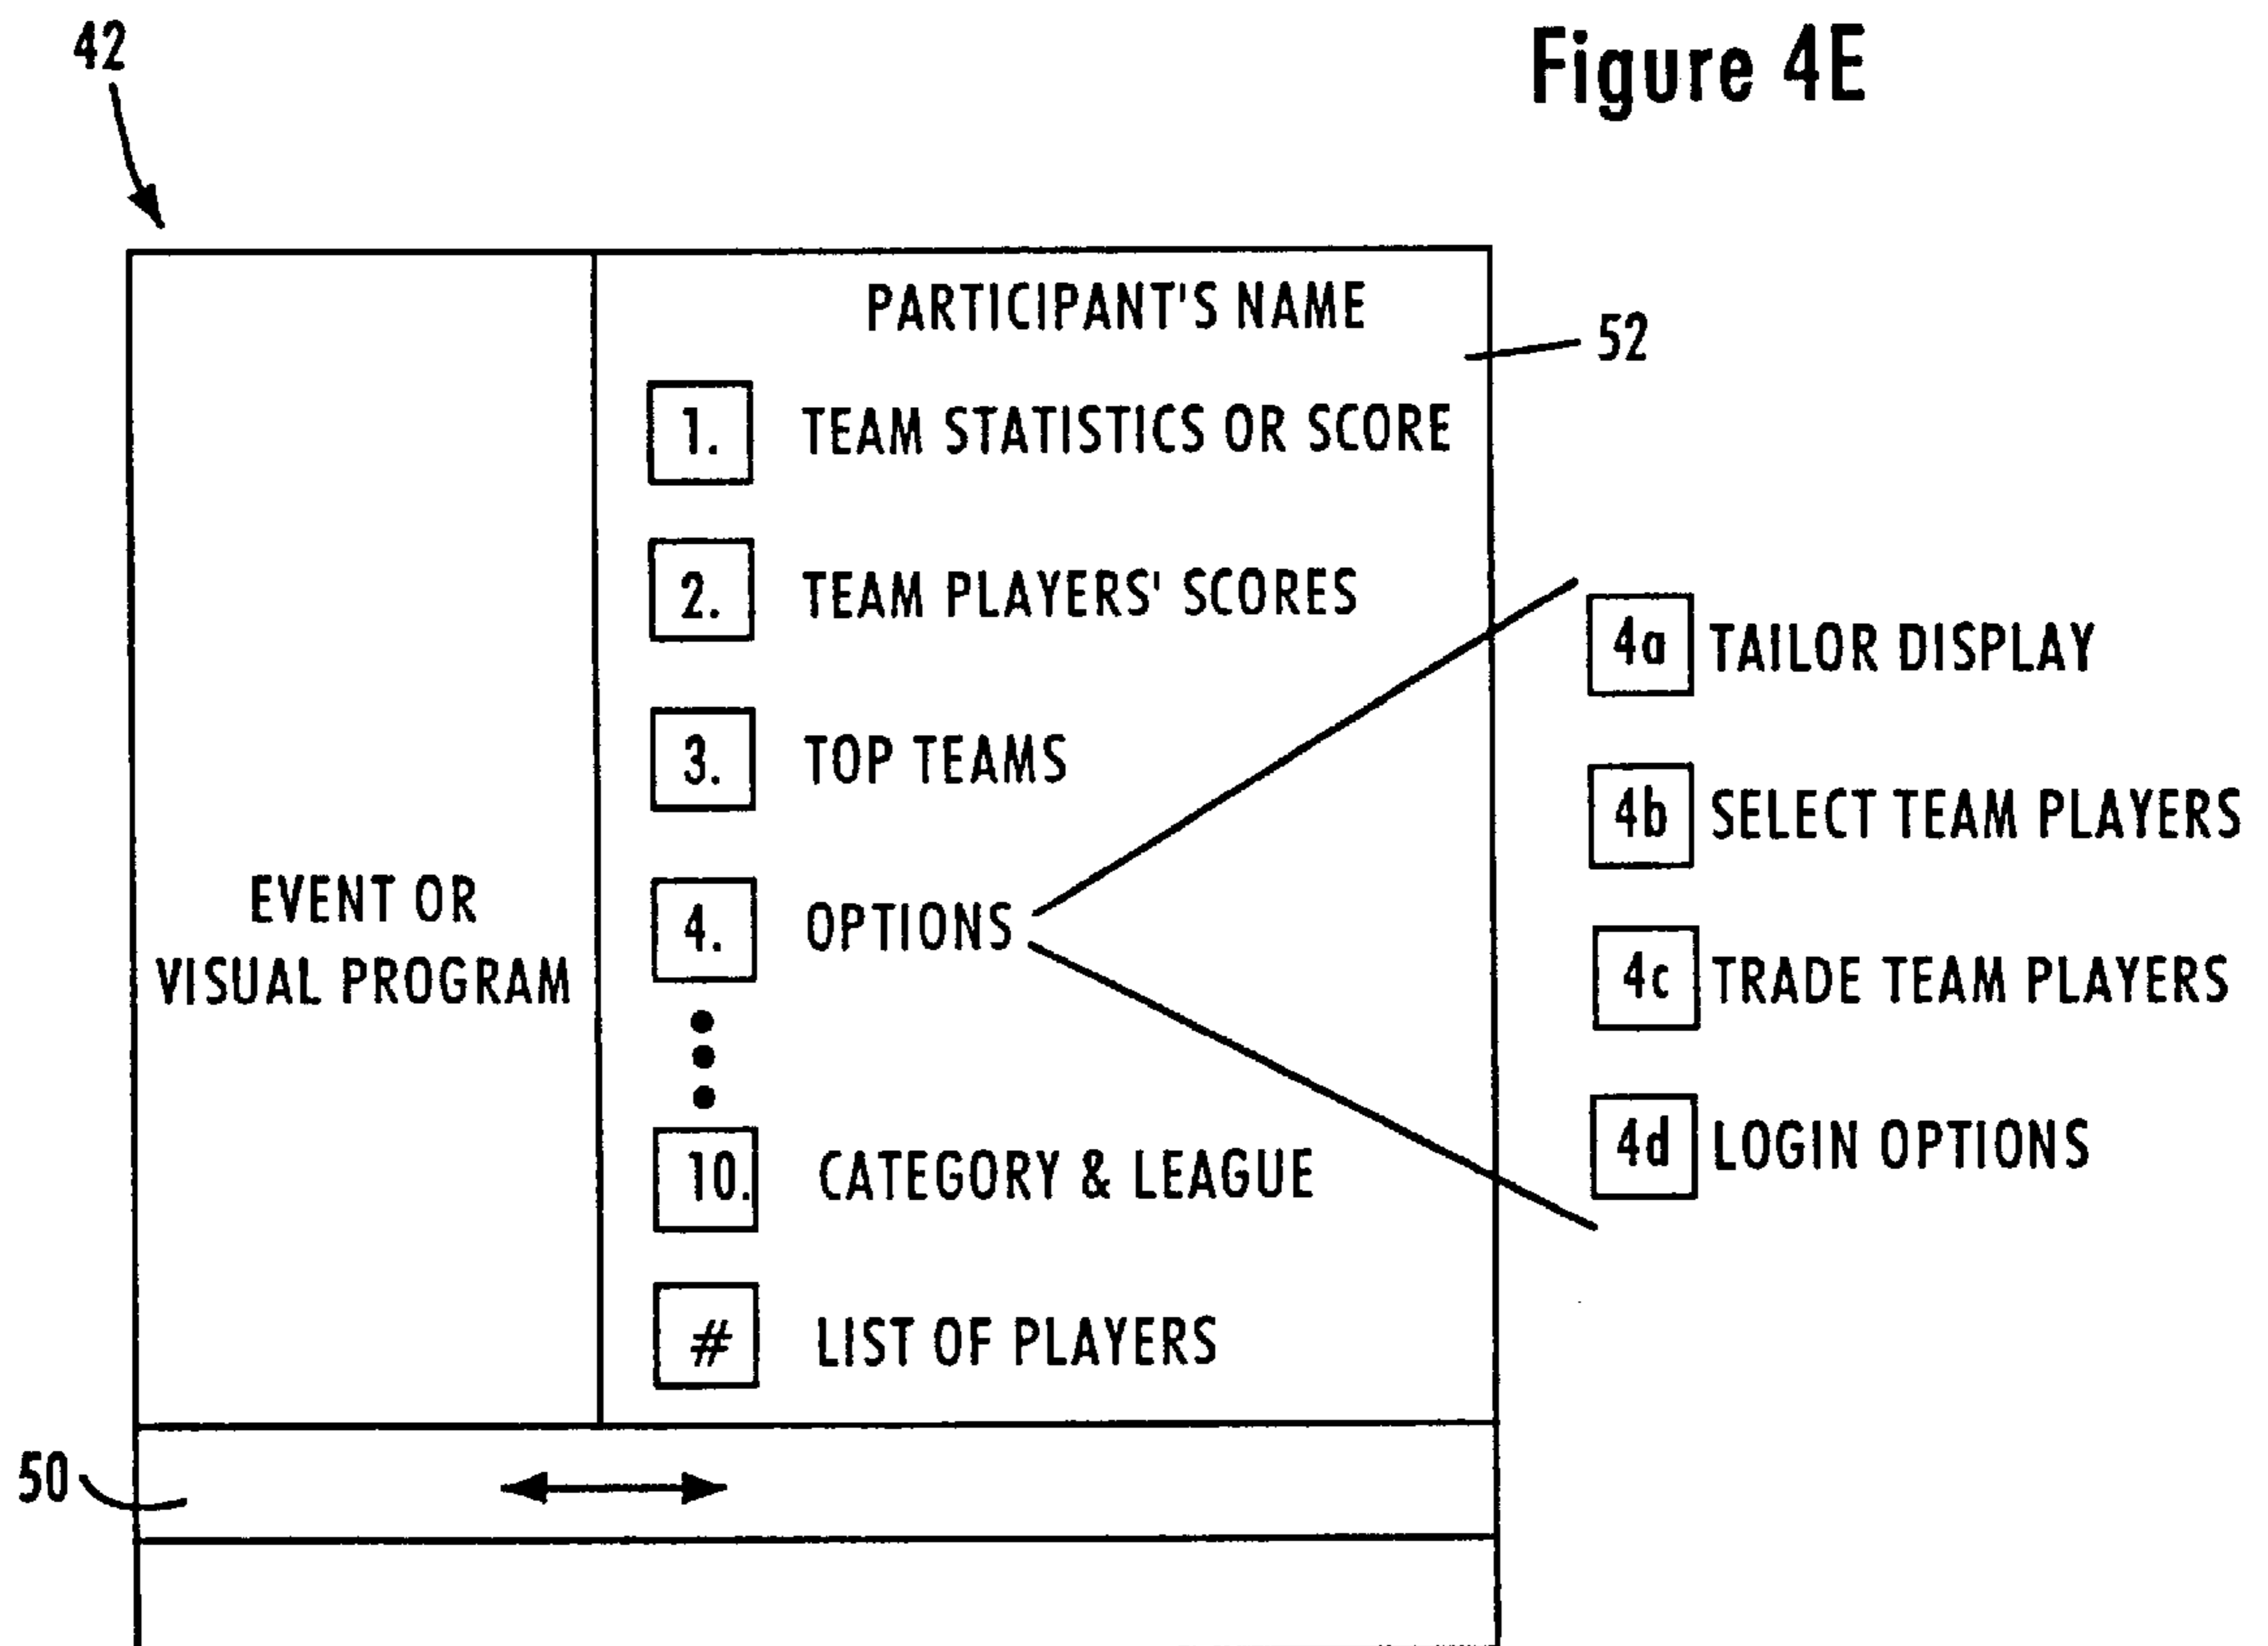 42
Figure 4E
PARTICIPANT'S NAME
52
1. TEAM STATISTICS OR SCORE
2. TEAM PLAYERS' SCORES
3. TOP TEAMS
4. OPTIONS
10. CATEGORY & LEAGUE
# LIST OF PLAYERS
EVENT OR
VISUAL PROGRAM
4a TAILOR DISPLAY
4b SELECT TEAM PLAYERS
4c TRADE TEAM PLAYERS
4d LOGIN OPTIONS
50